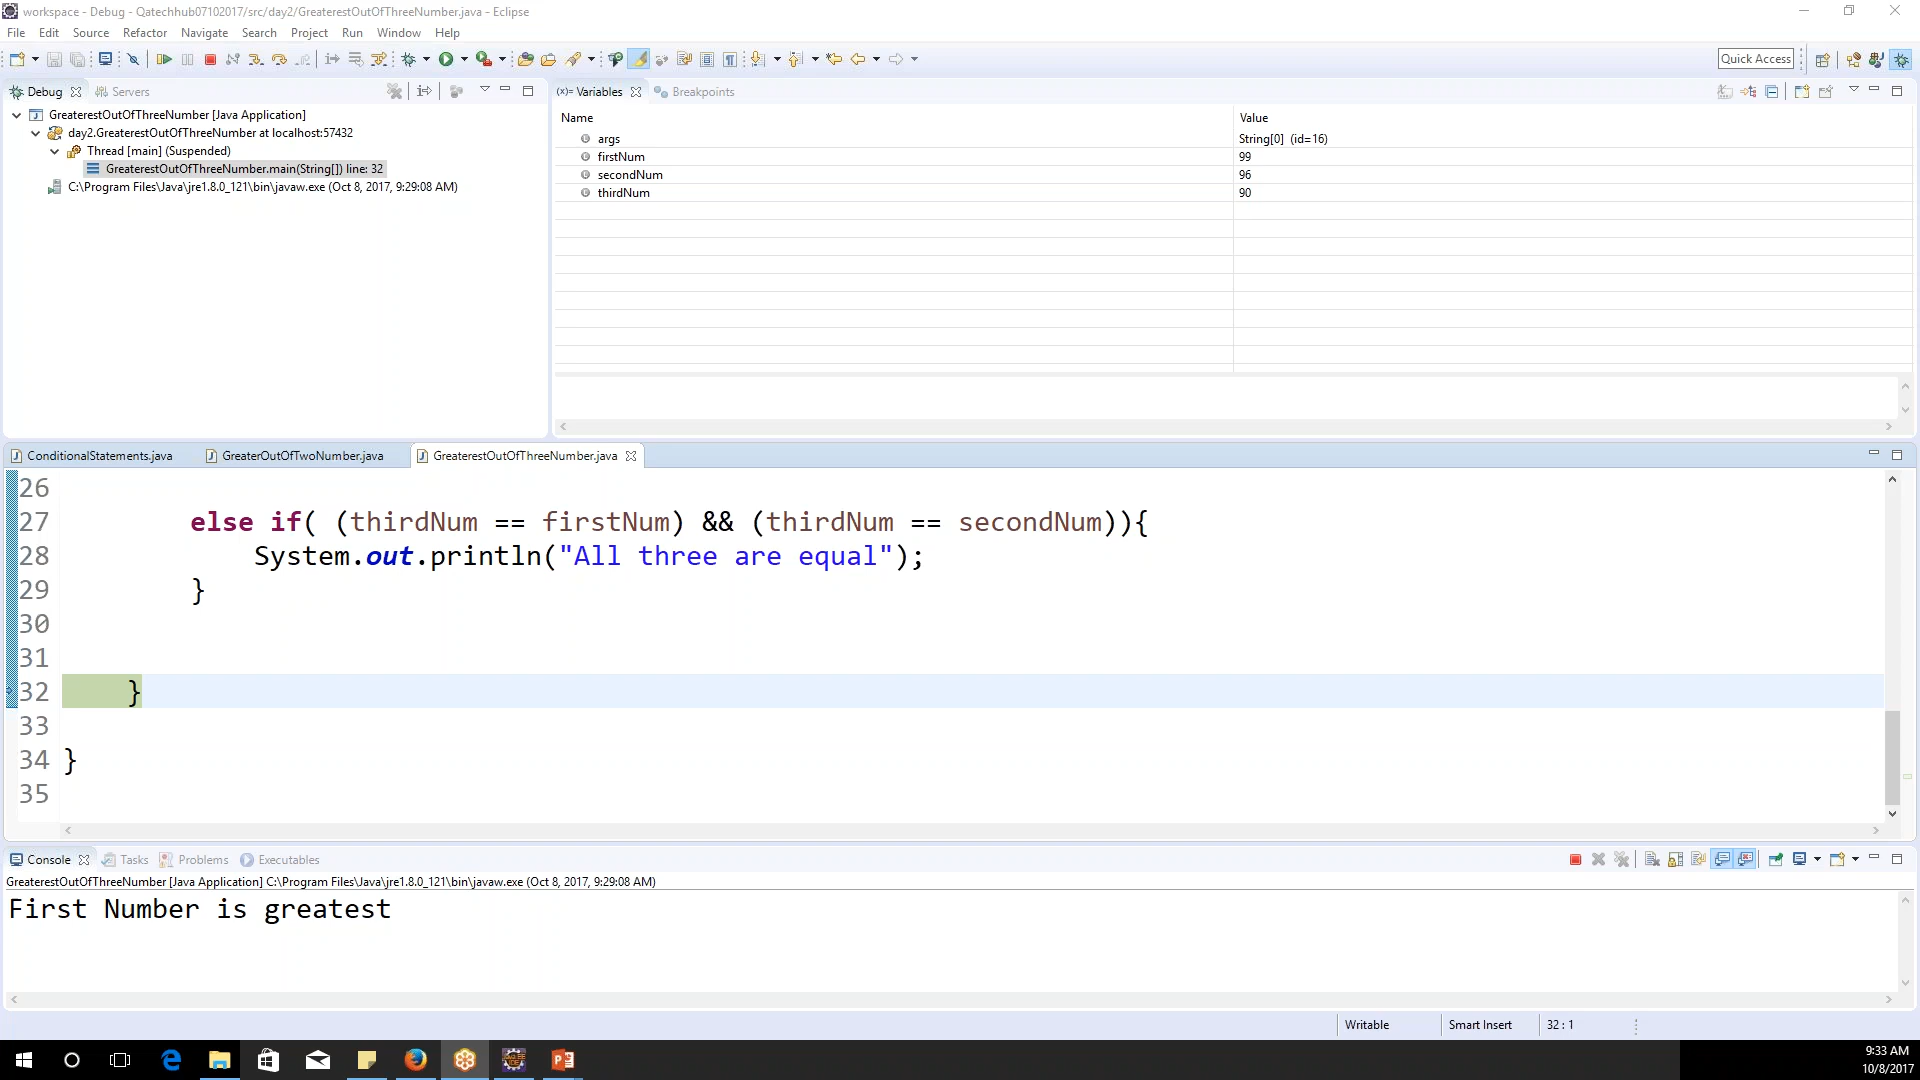 workspace - Debug - Qatechhub07102017/src/day2/GreaterestOutOfThreeNumber.java - Eclipse
File Edit Source Refactor Navigate Search Project Run Window Help
Quick Access
Debug Servers
GreaterestOutOfThreeNumber [Java Application]
day2.GreaterestOutOfThreeNumber at localhost:57432
Thread [main] (Suspended)
GreaterestOutOfThreeNumber.main(String[]) line: 32
C:\Program Files\Java\jre1.8.0_121\bin\javaw.exe (Oct 8, 2017, 9:29:08 AM)
(x)= Variables Breakpoints
Name Value
args String[0] (id=16)
firstNum 99
secondNum 96
thirdNum 90
ConditionalStatements.java GreaterOutOfTwoNumber.java GreaterestOutOfThreeNumber.java
26
27 else if( (thirdNum == firstNum) && (thirdNum == secondNum)){
28 System.out.println("All three are equal");
29 }
30
31
32 }
33
34 }
35
Console Tasks Problems Executables
GreaterestOutOfThreeNumber [Java Application] C:\Program Files\Java\jre1.8.0_121\bin\javaw.exe (Oct 8, 2017, 9:29:08 AM)
First Number is greatest
Writable Smart Insert 32 : 1
9:33 AM
10/8/2017